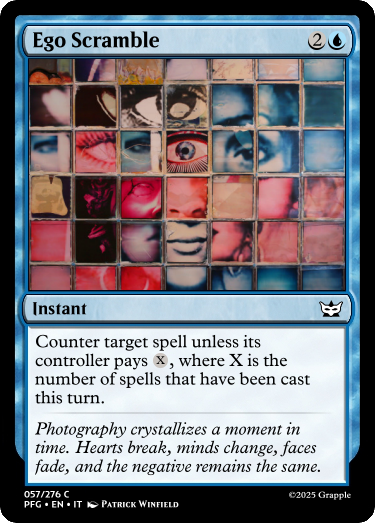 Ego Scramble 2
Instant
Counter target spell unless its
controller pays X, where X is the
number of spells that have been cast
this turn.
Photography crystallizes a moment in
time. Hearts break, minds change, faces
fade, and the negative remains the same.
057/276 C
PFG • EN • IT Patrick Winfield
©2025 Grapple